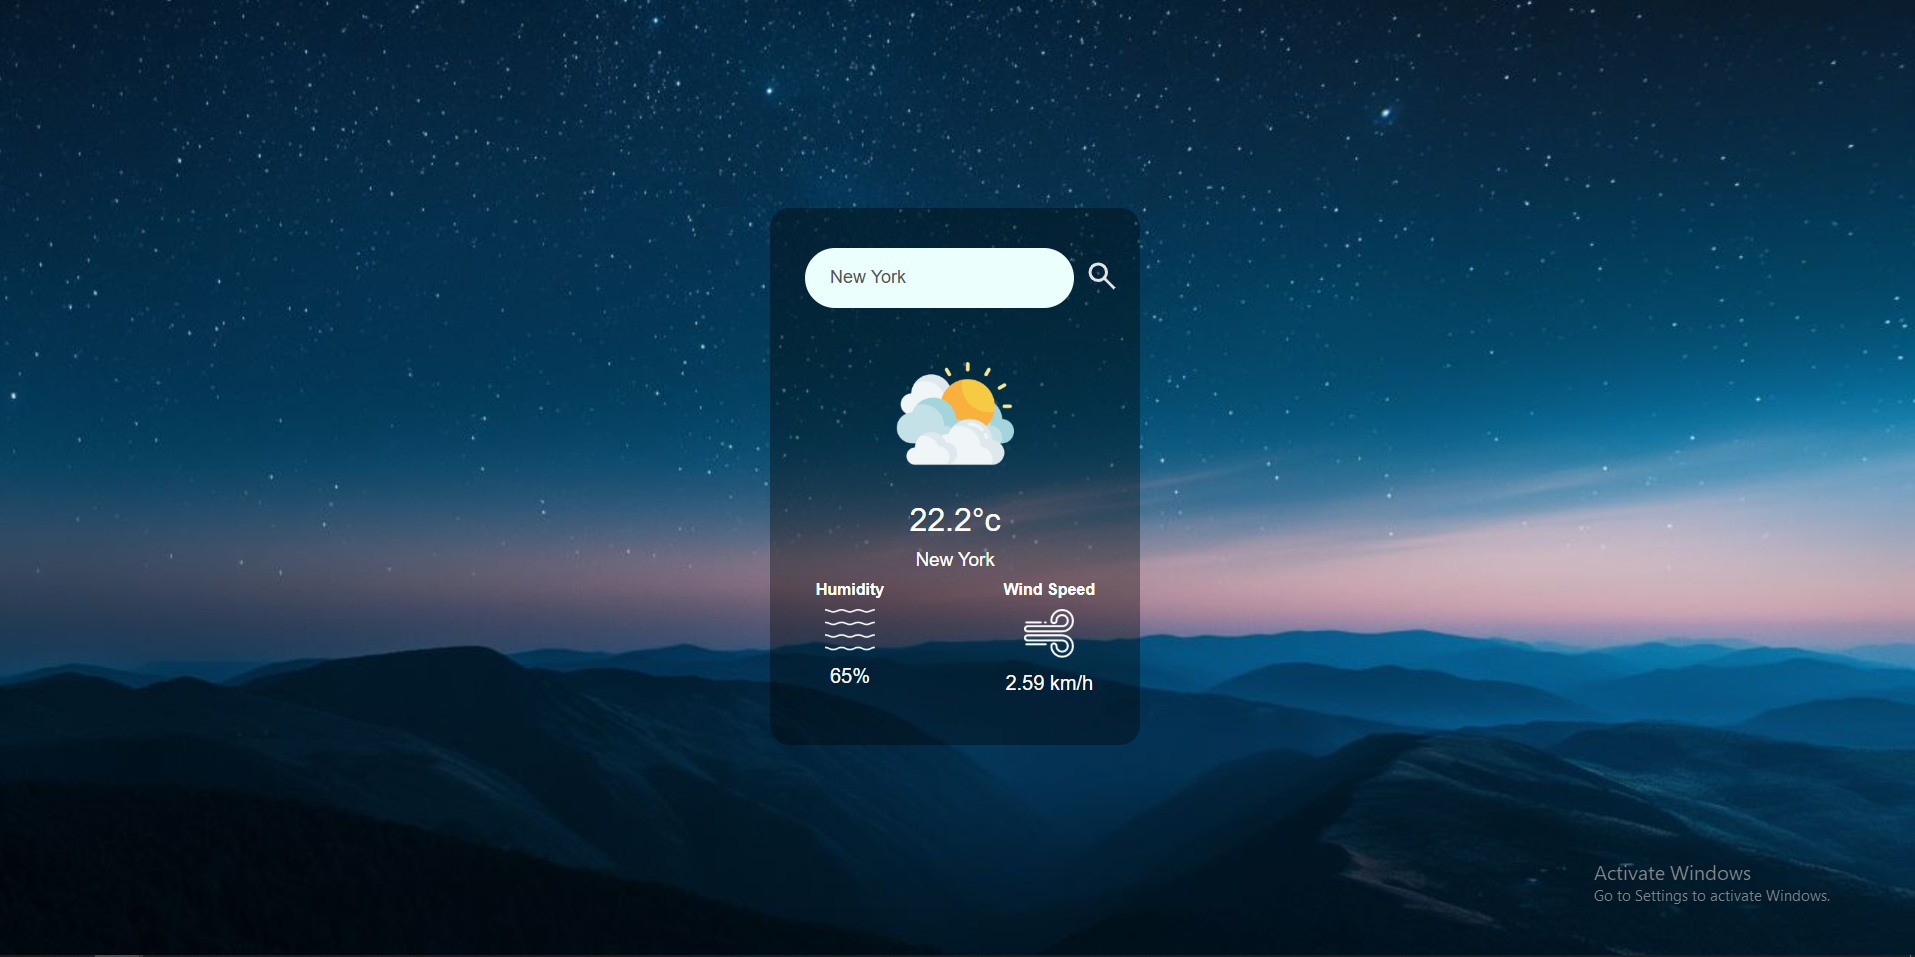 New York
22.2°c
New York
Humidity
Wind Speed
65%
2.59 km/h
Activate Windows
Go to Settings to activate Windows.